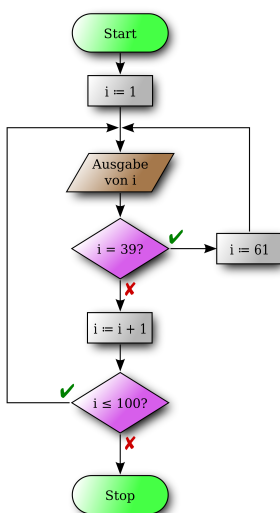 Start
i ≔ 1
Ausgabe
von i
i = 39?
i ≔ 61
i ≔ i + 1
i ≤ 100?
Stop